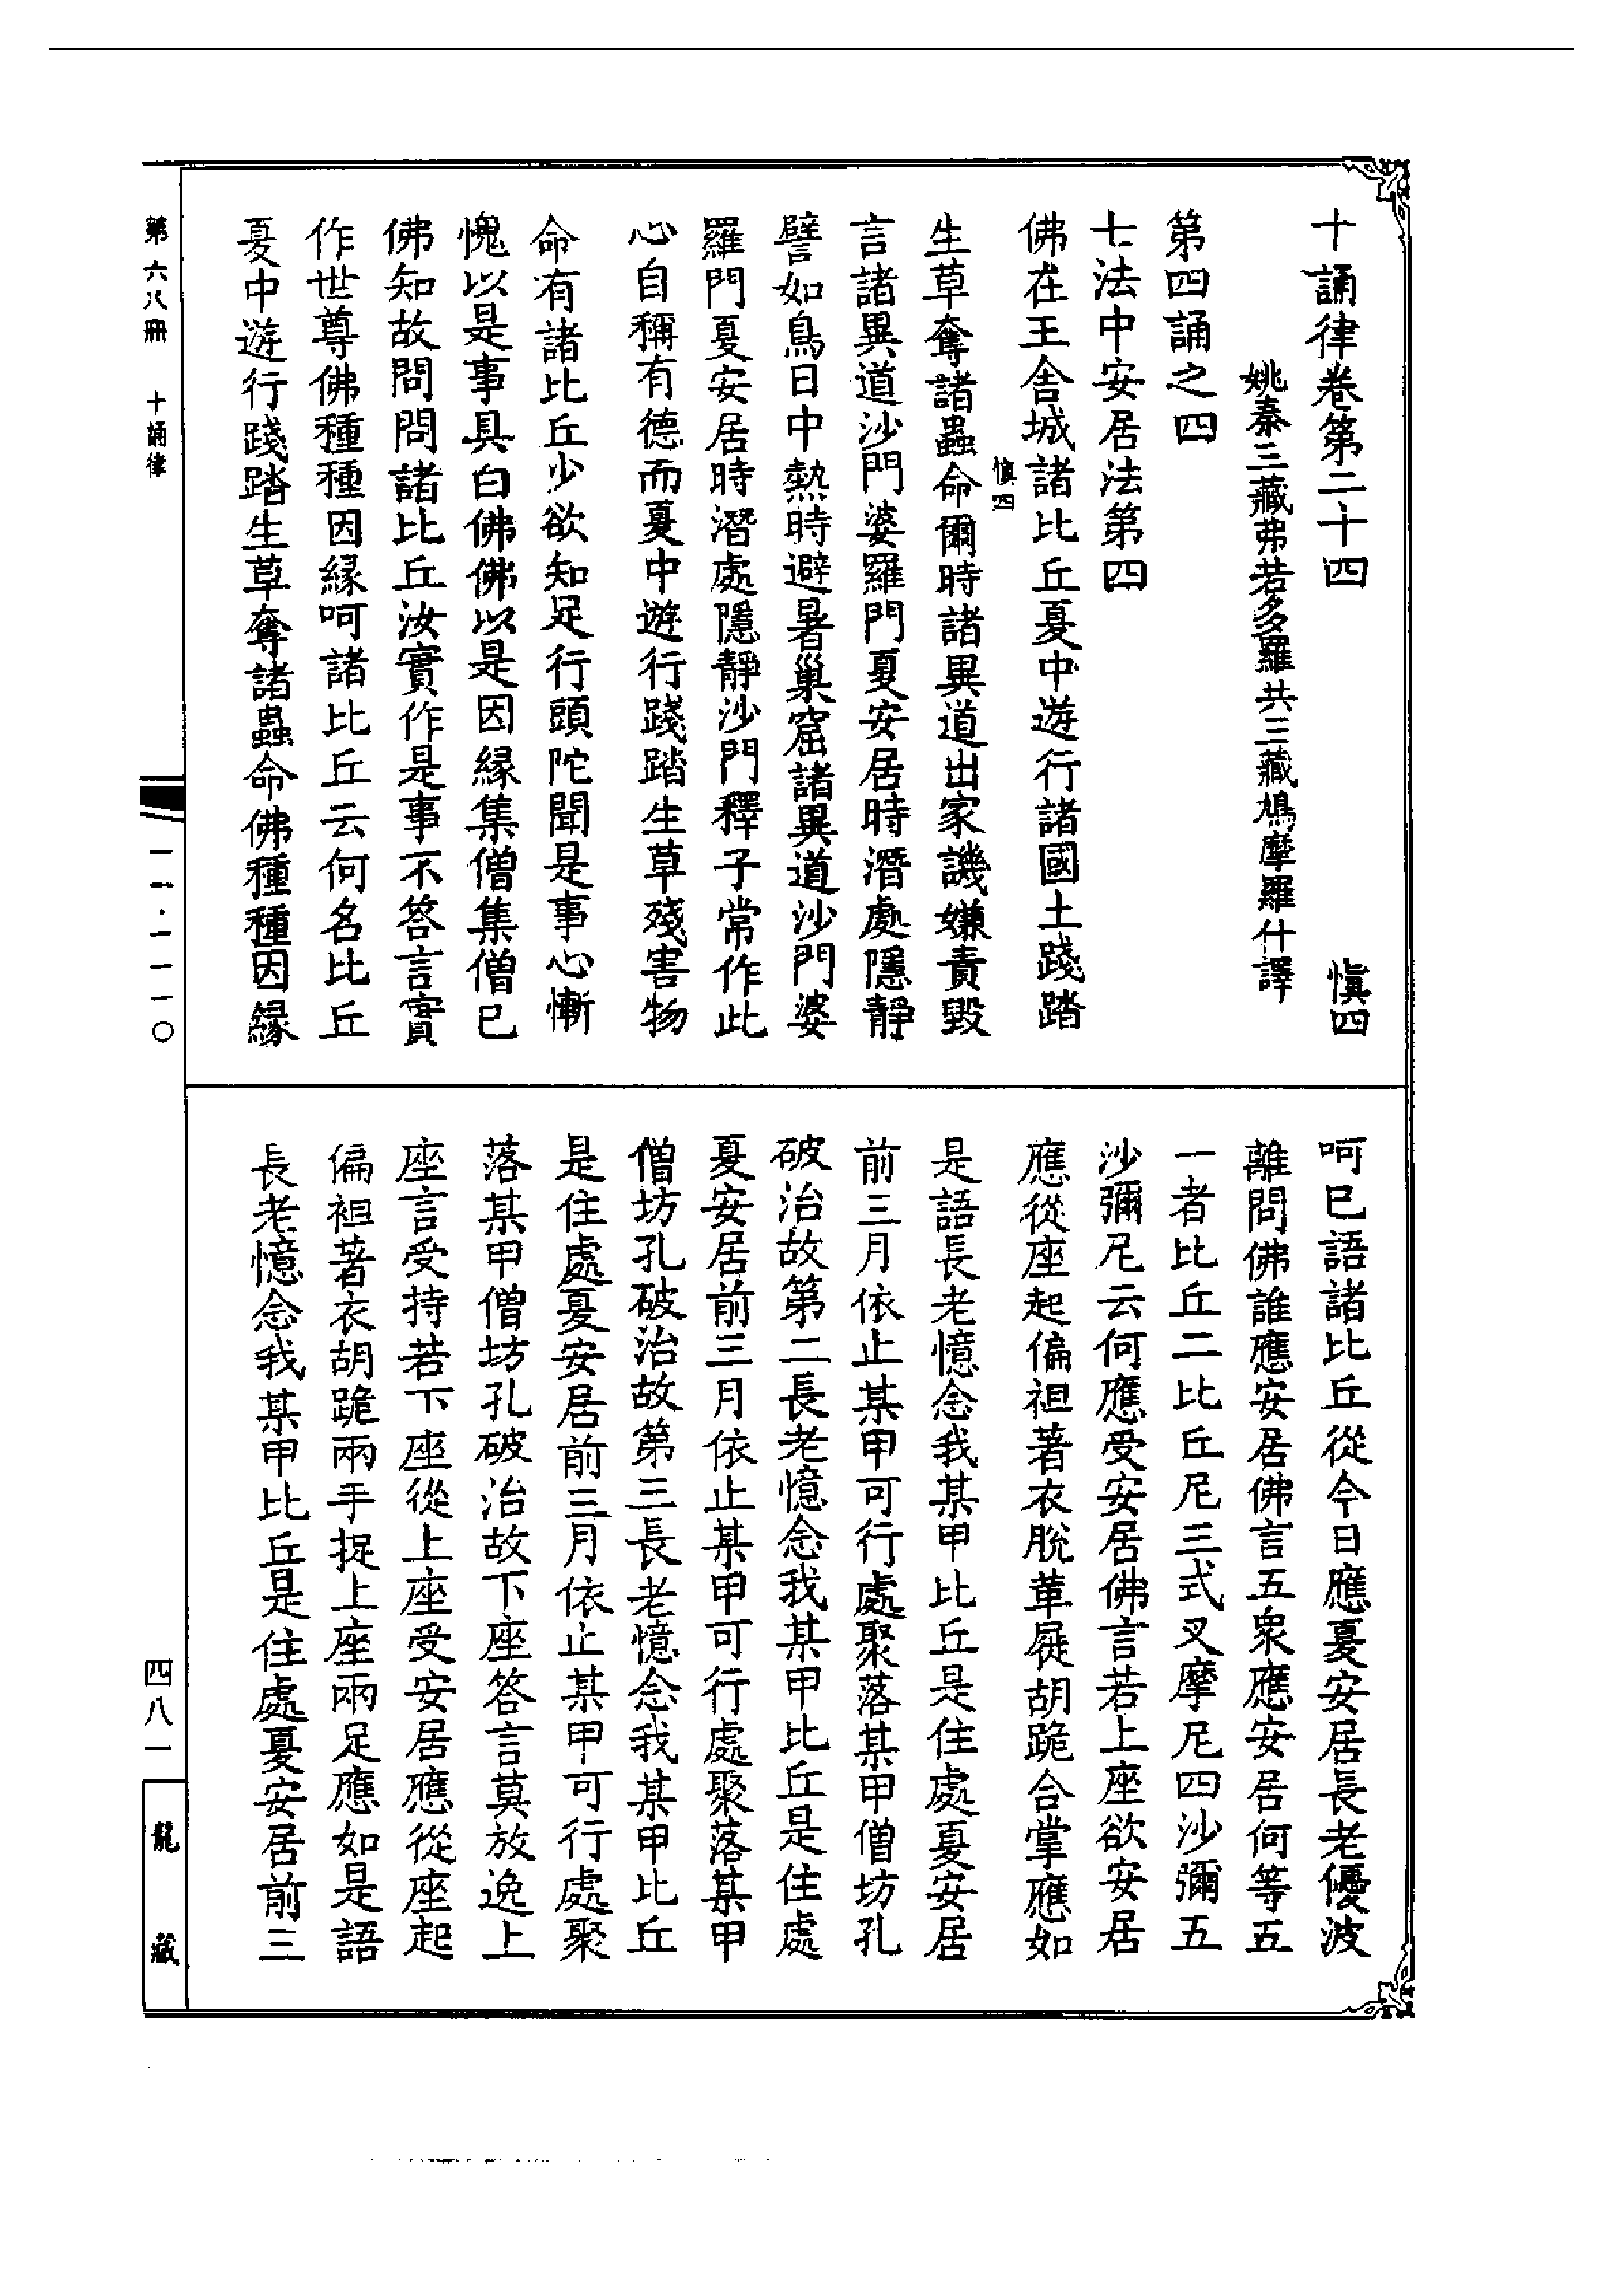 十誦律卷第二十四　慎四
姚秦三藏弗若多羅共三藏鳩摩羅什譯
第四誦之四
七法中安居法第四
佛在王舍城諸比丘夏中遊行諸國土踐踏
慎四
生草奪諸蟲命爾時諸異道出家譏嫌責毀
言諸異道沙門婆羅門夏安居時潛處隱靜
譬如鳥日中熱時避暑巢窟諸異道沙門婆
羅門夏安居時潛處隱靜沙門釋子常作此
心自稱有德而夏中遊行踐踏生草殘害物
命有諸比丘少欲知足行頭陀聞是事心慚
愧以是事具白佛佛以是因緣集僧集僧已
佛知故問問諸比丘汝實作是事不答言實
作世尊佛種種因緣呵諸比丘云何名比丘
夏中遊行踐踏生草奪諸蟲命佛種種因緣
呵已語諸比丘從今日應夏安居長老優波
離問佛誰應安居佛言五衆應安居何等五
一者比丘二比丘尼三式叉摩尼四沙彌五
沙彌尼云何應受安居佛言若上座欲安居
應從座起偏袒著衣脫革屣胡跪合掌應如
是語長老憶念我某甲比丘是住處夏安居
前三月依止某甲可行處聚落某甲僧坊孔
破治故第二長老憶念我某甲比丘是住處
夏安居前三月依止某甲可行處聚落某甲
僧坊孔破治故第三長老憶念我某甲比丘
是住處夏安居前三月依止某甲可行處聚
落某甲僧坊孔破治故下座答言莫放逸上
座言受持若下座從上座受安居應從座起
偏袒著衣胡跪兩手捉上座兩足應如是語
長老憶念我某甲比丘是住處夏安居前三
第六八冊　十誦律
一一·一一一〇
四八一
龍藏